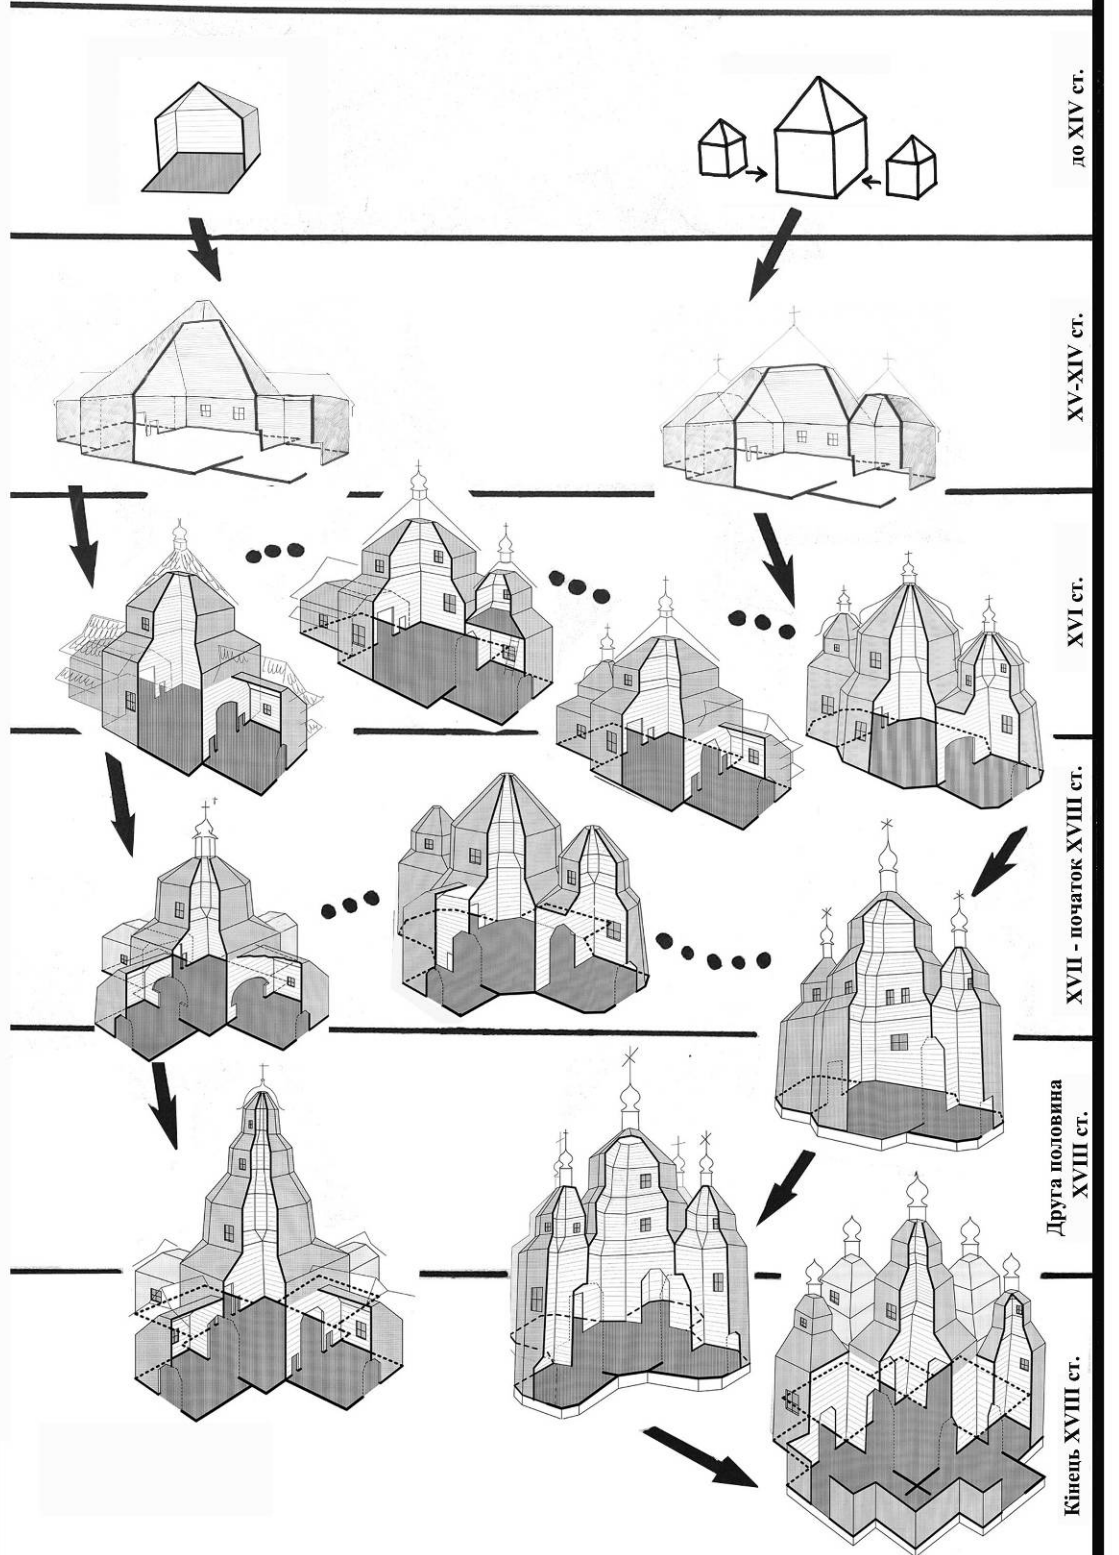 до XIV ст.
XV-XIV ст.
XVI ст.
XVII - початок XVIII ст.
Друга половина
XVIII ст.
Кінець XVIII ст.